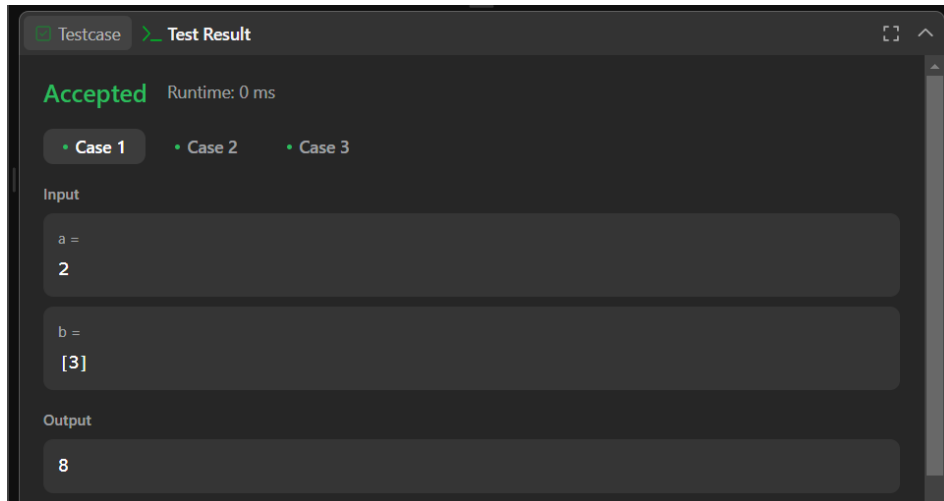 Testcase >_ Test Result
Accepted Runtime: 0 ms
• Case 1 • Case 2 • Case 3
Input
a =
2
b =
[3]
Output
8